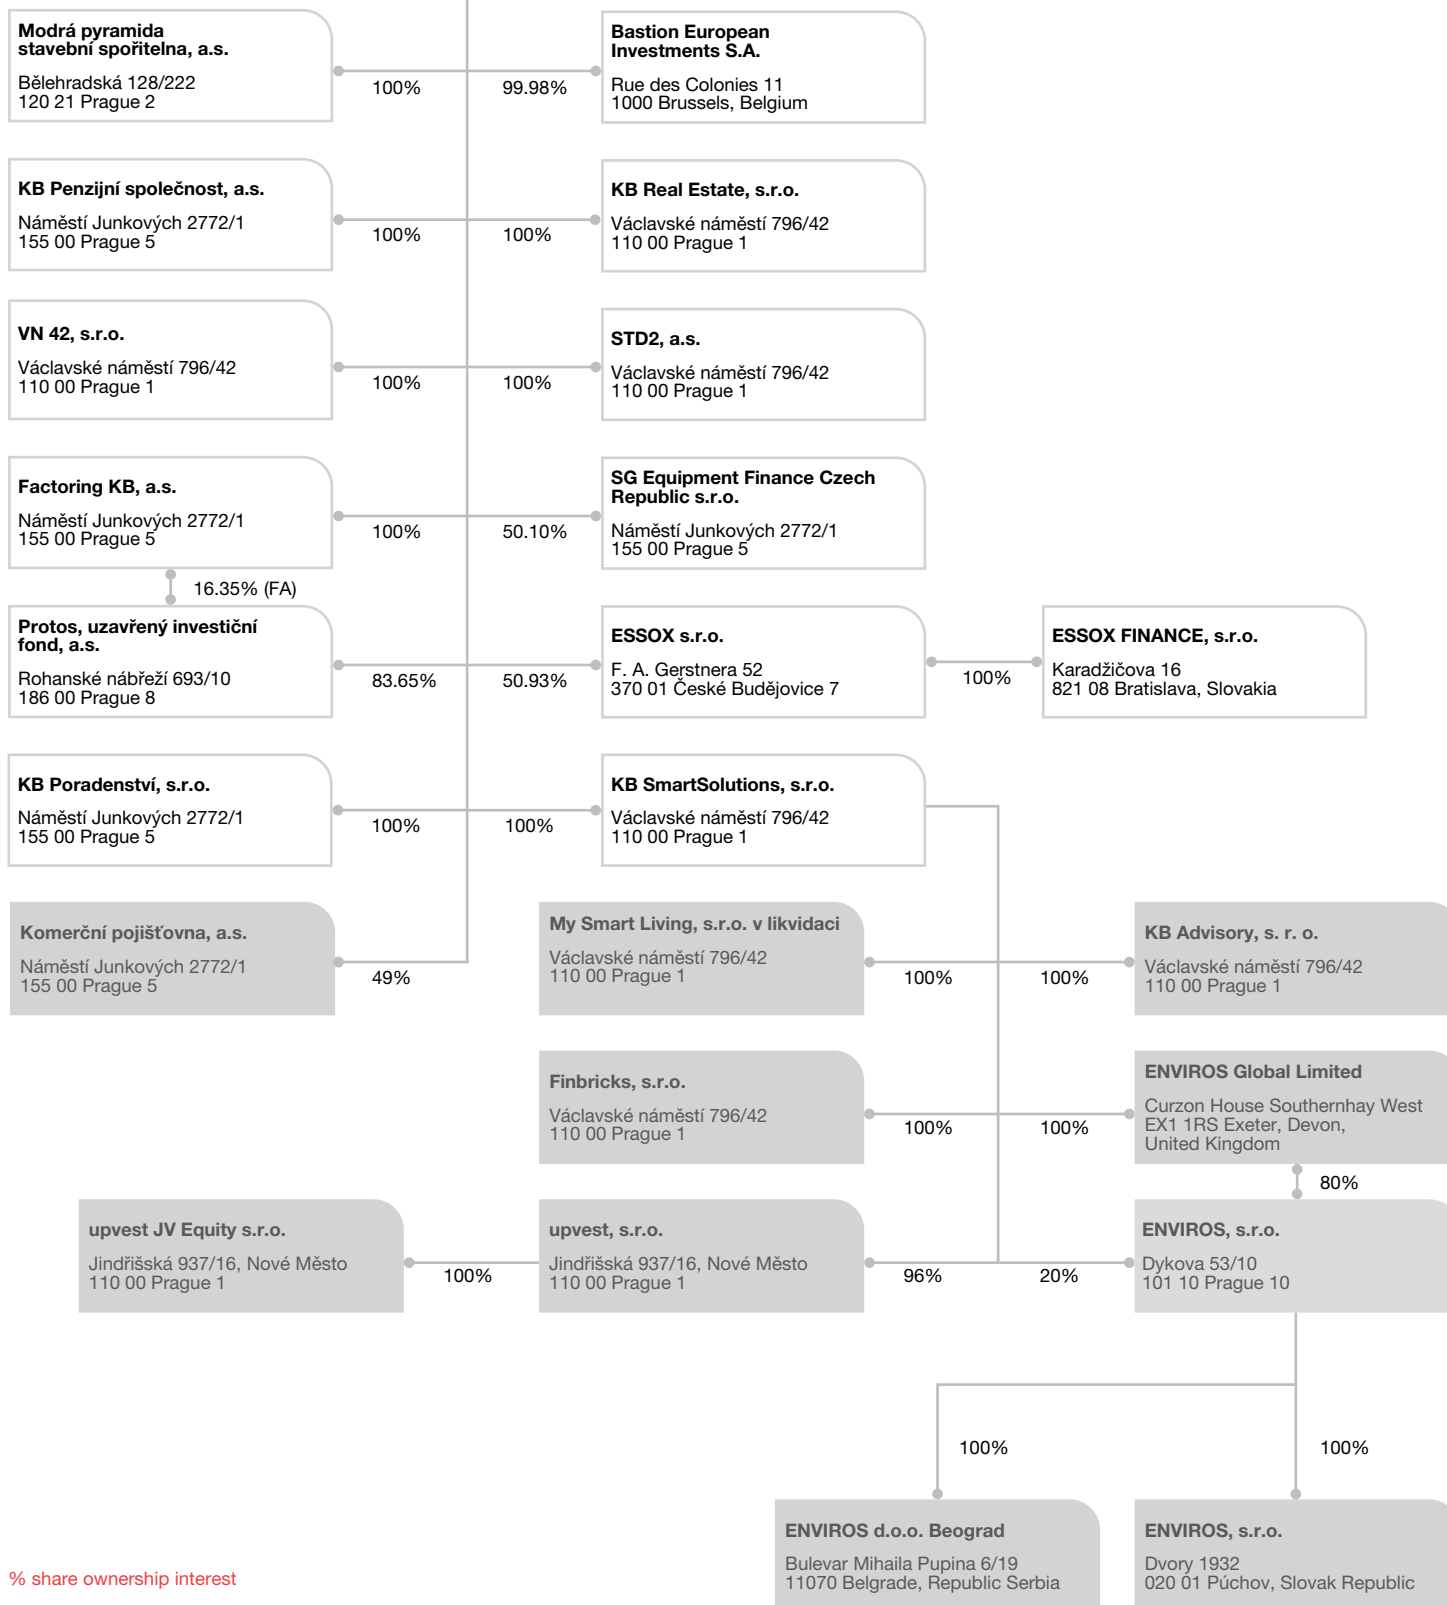 Modrá pyramida
stavební spořitelna, a.s.
Bělehradská 128/222
120 21 Prague 2
100%
99.98%
Bastion European
Investments S.A.
Rue des Colonies 11
1000 Brussels, Belgium
KB Penzijní společnost, a.s.
Náměstí Junkových 2772/1
155 00 Prague 5
100%
100%
KB Real Estate, s.r.o.
Václavské náměstí 796/42
110 00 Prague 1
VN 42, s.r.o.
Václavské náměstí 796/42
110 00 Prague 1
100%
100%
STD2, a.s.
Václavské náměstí 796/42
110 00 Prague 1
Factoring KB, a.s.
Náměstí Junkových 2772/1
155 00 Prague 5
100%
50.10%
SG Equipment Finance Czech
Republic s.r.o.
Náměstí Junkových 2772/1
155 00 Prague 5
16.35% (FA)
Protos, uzavřený investiční
fond, a.s.
Rohanské nábřeží 693/10
186 00 Prague 8
83.65%
50.93%
ESSOX s.r.o.
F. A. Gerstnera 52
370 01 České Budějovice 7
100%
ESSOX FINANCE, s.r.o.
Karadžičova 16
821 08 Bratislava, Slovakia
KB Poradenství, s.r.o.
Náměstí Junkových 2772/1
155 00 Prague 5
100%
100%
KB SmartSolutions, s.r.o.
Václavské náměstí 796/42
110 00 Prague 1
Komerční pojišťovna, a.s.
Náměstí Junkových 2772/1
155 00 Prague 5
49%
My Smart Living, s.r.o. v likvidaci
Václavské náměstí 796/42
110 00 Prague 1
100%
100%
KB Advisory, s. r. o.
Václavské náměstí 796/42
110 00 Prague 1
Finbricks, s.r.o.
Václavské náměstí 796/42
110 00 Prague 1
100%
100%
ENVIROS Global Limited
Curzon House Southernhay West
EX1 1RS Exeter, Devon,
United Kingdom
80%
upvest JV Equity s.r.o.
Jindřišská 937/16, Nové Město
110 00 Prague 1
100%
upvest, s.r.o.
Jindřišská 937/16, Nové Město
110 00 Prague 1
96%
20%
ENVIROS, s.r.o.
Dykova 53/10
101 10 Prague 10
100%
100%
ENVIROS d.o.o. Beograd
Bulevar Mihaila Pupina 6/19
11070 Belgrade, Republic Serbia
ENVIROS, s.r.o.
Dvory 1932
020 01 Púchov, Slovak Republic
% share ownership interest